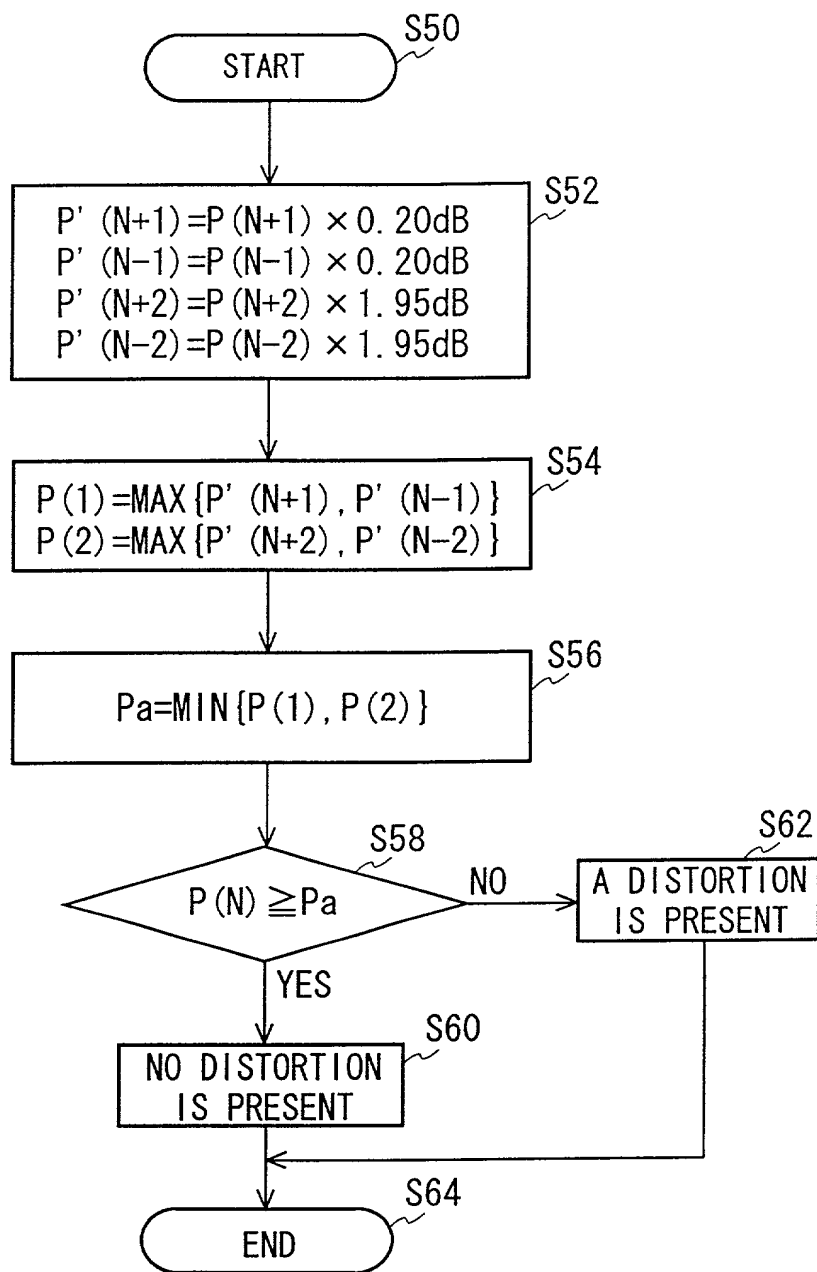 S50
START
S52
P' (N+1)=P(N+1)×0.20dB
P' (N-1)=P(N-1)×0.20dB
P' (N+2)=P(N+2)×1.95dB
P' (N-2)=P(N-2)×1.95dB
S54
P(1)=MAX{P' (N+1), P' (N-1)}
P(2)=MAX{P' (N+2), P' (N-2)}
S56
Pa=MIN{P(1), P(2)}
S58
P(N)≧Pa
NO
S62
A DISTORTION
IS PRESENT
YES
S60
NO DISTORTION
IS PRESENT
S64
END